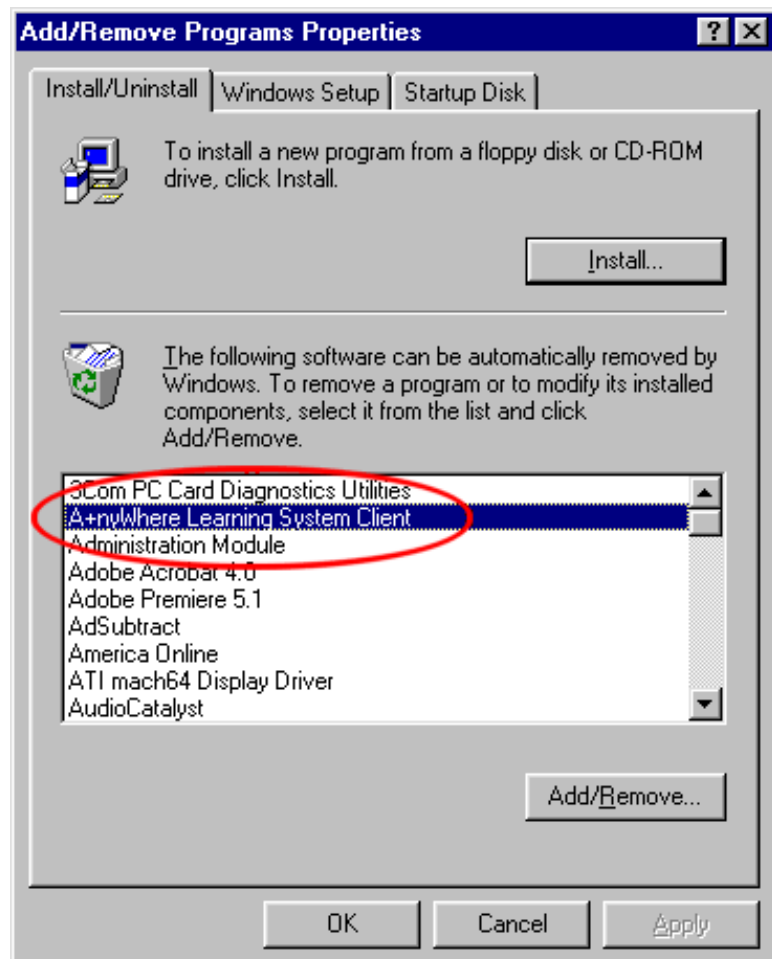 Add/Remove Programs Properties
Install/Uninstall
Windows Setup
Startup Disk
To install a new program from a floppy disk or CD-ROM
drive, click Install.
Install...
The following software can be automatically removed by
Windows. To remove a program or to modify its installed
components, select it from the list and click
Add/Remove.
3Com PC Card Diagnostics Utilities
A+nyWhere Learning System Client
Administration Module
Adobe Acrobat 4.0
Adobe Premiere 5.1
AdSubtract
America Online
ATI mach64 Display Driver
AudioCatalyst
Add/Remove...
OK
Cancel
Apply